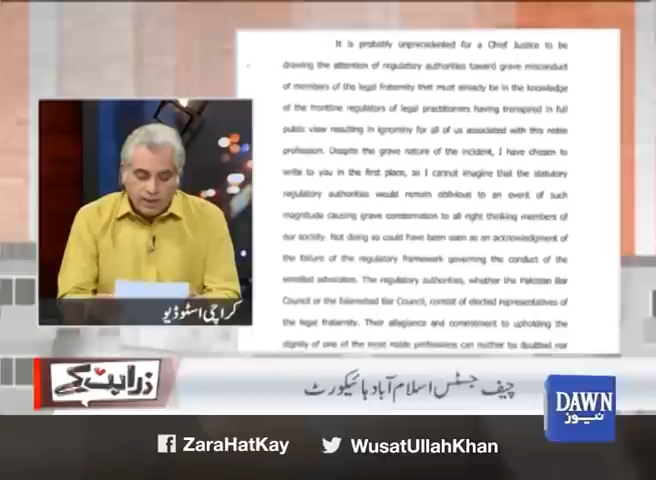 It is probably unprecedented for a Chief Justice to be
drawing the attention of regulatory authorities toward grave misconduct
of members of the legal fraternity that must already be in the knowledge
of the frontline regulators of legal practitioners having transpired in full
public view resulting in ignominy for all of us associated with this noble
profession. Despite the grave nature of the incident, I have chosen to
write to you in the first place, so I cannot imagine that the statutory
regulatory authorities would remain oblivious to an event of such
magnitude causing grave consternation to all right thinking members of
our society. Not doing so could have been seen as an acknowledgment of
the failure of the regulatory framework governing the conduct of the
enrolled advocates. The regulatory authorities, whether the Pakistan Bar
Council or the Islamabad Bar Council, consist of elected representatives of
the legal fraternity. Their allegiance and commitment to upholding the
dignity of one of the most noble professions can neither be doubted nor
کراچی اسٹوڈیو
ذرا ہٹ کے
چیف جسٹس اسلام آباد ہائیکورٹ
DAWN
نیوز
ZaraHatKay
WusatUllahKhan